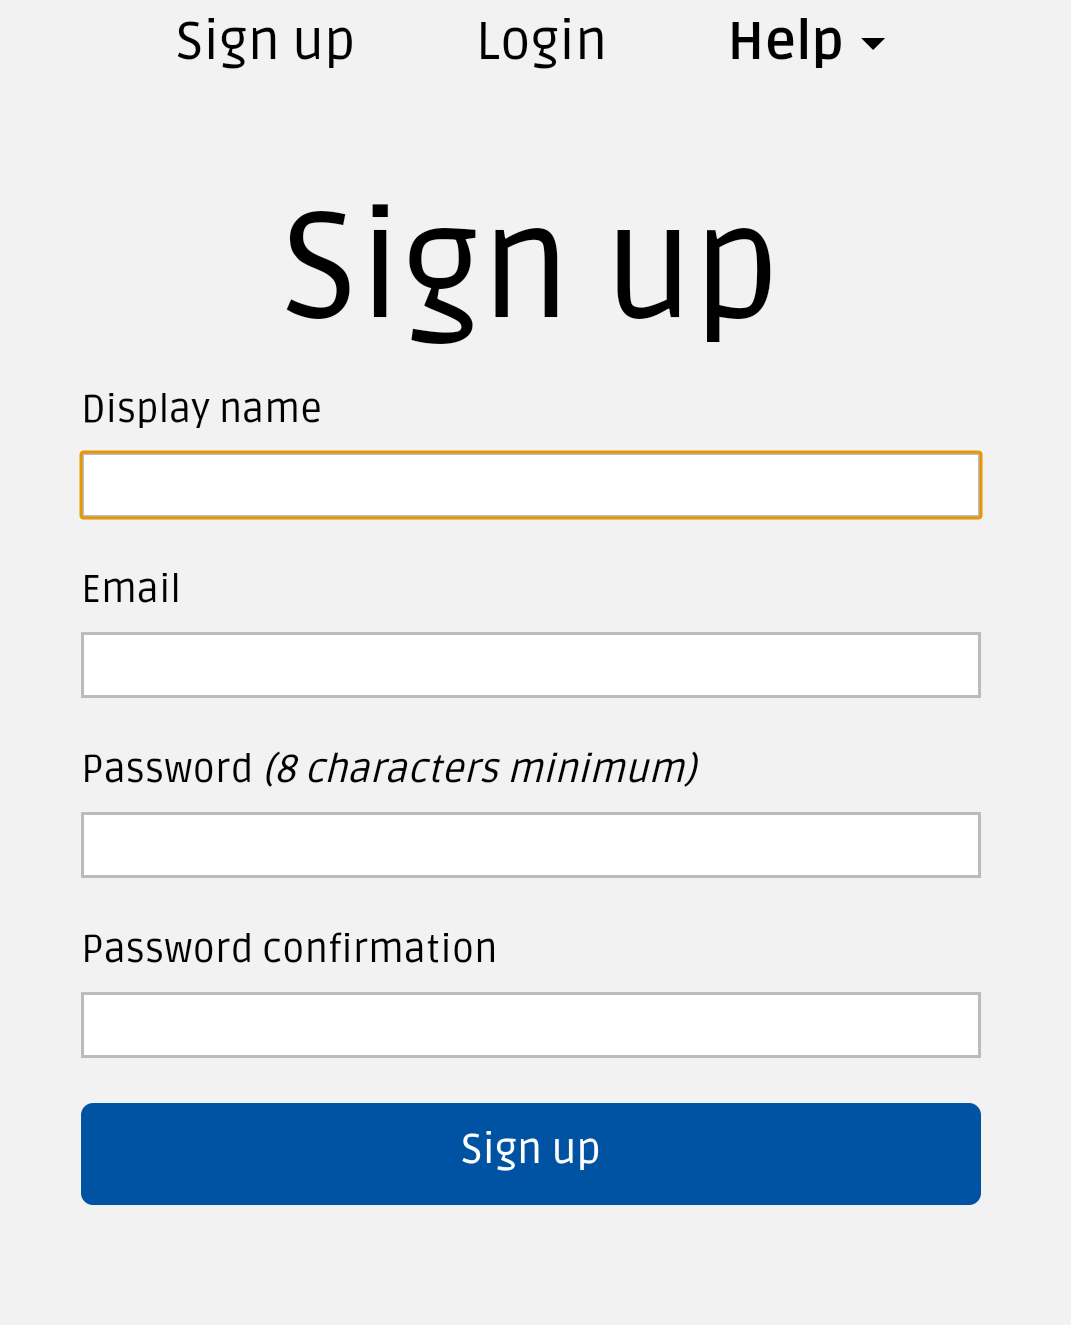 Sign up Login Help
Sign up
Display name
Email
Password (8 characters minimum)
Password confirmation
Sign up